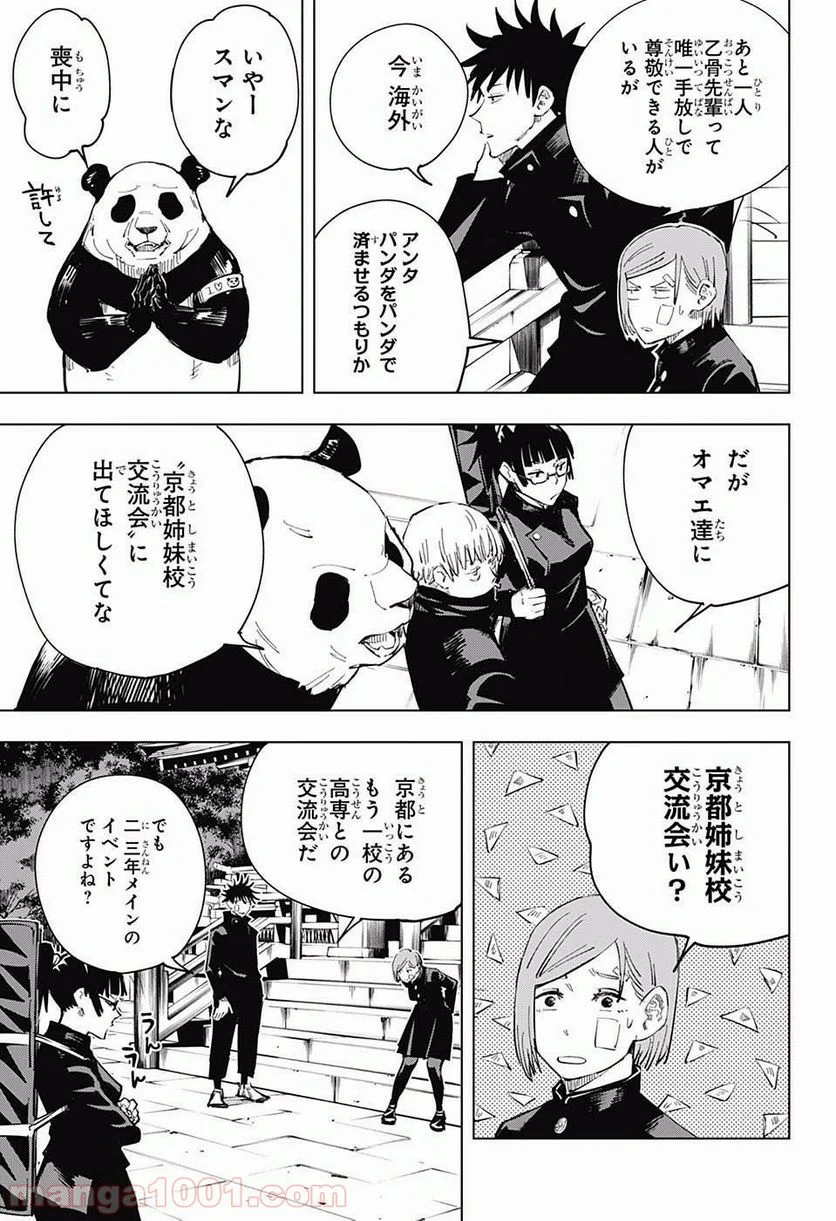 あと一人
乙骨先輩って
唯一手放しで
尊敬できる人が
いるが
今 海外
アンタ
パンダをパンダで
済ませるつもりか
いやー
スマンな
喪中に
許して
I♡
だが
オマエ達に
〝京都姉妹校
交流会〟に
出てほしくてな
京都姉妹校
交流会い?
京都にある
もう一校の
高専との
交流会だ
でも
二 三年メインの
イベント
ですよね?
うんうん
manga1001.com